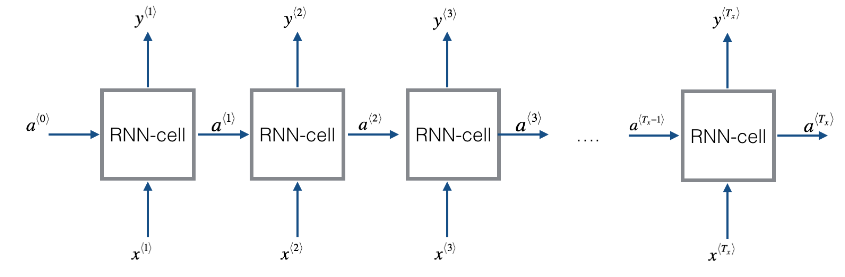 y⟨1⟩ y⟨2⟩ y⟨3⟩ y⟨Tₓ⟩
a⟨0⟩ RNN-cell a⟨1⟩ RNN-cell a⟨2⟩ RNN-cell a⟨3⟩ .... a⟨Tₓ−1⟩ RNN-cell a⟨Tₓ⟩
x⟨1⟩ x⟨2⟩ x⟨3⟩ x⟨Tₓ⟩